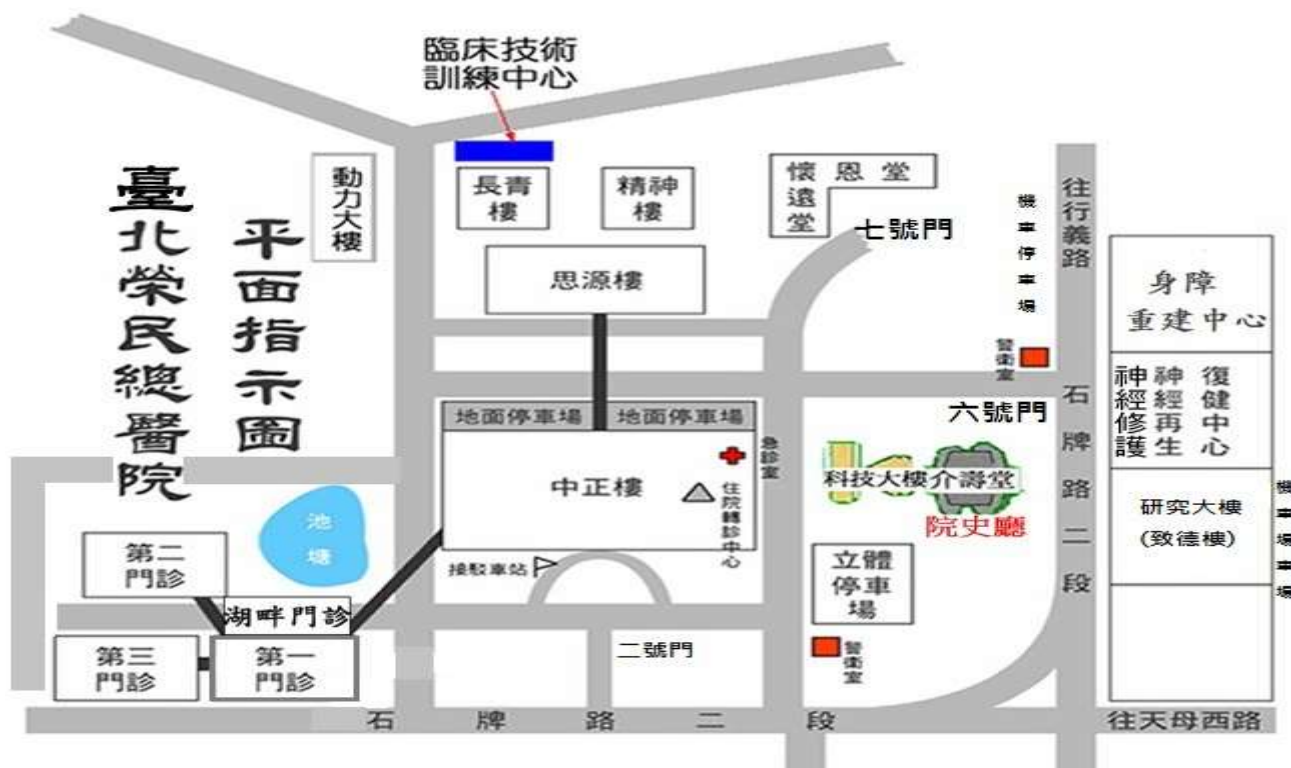 臨床技術
訓練中心
臺北榮民總醫院
平面指示圖
動力大樓
長青
樓
精神
樓
懷恩堂
遠堂
七號門
機車停車場
往行義路
思源樓
身障
重建中心
警衛室
神經修護
神經再生
復健中心
石牌路二段
六號門
地面停車場
地面停車場
急診室
中正樓
住院轉診中心
科技大樓
介壽堂
院史廳
研究大樓
(致德樓)
機車場車場
池塘
第二
門診
接駁車站
立體
停車
場
湖畔門診
第三
門診
第一
門診
二號門
警衛室
石牌路二段
往天母西路